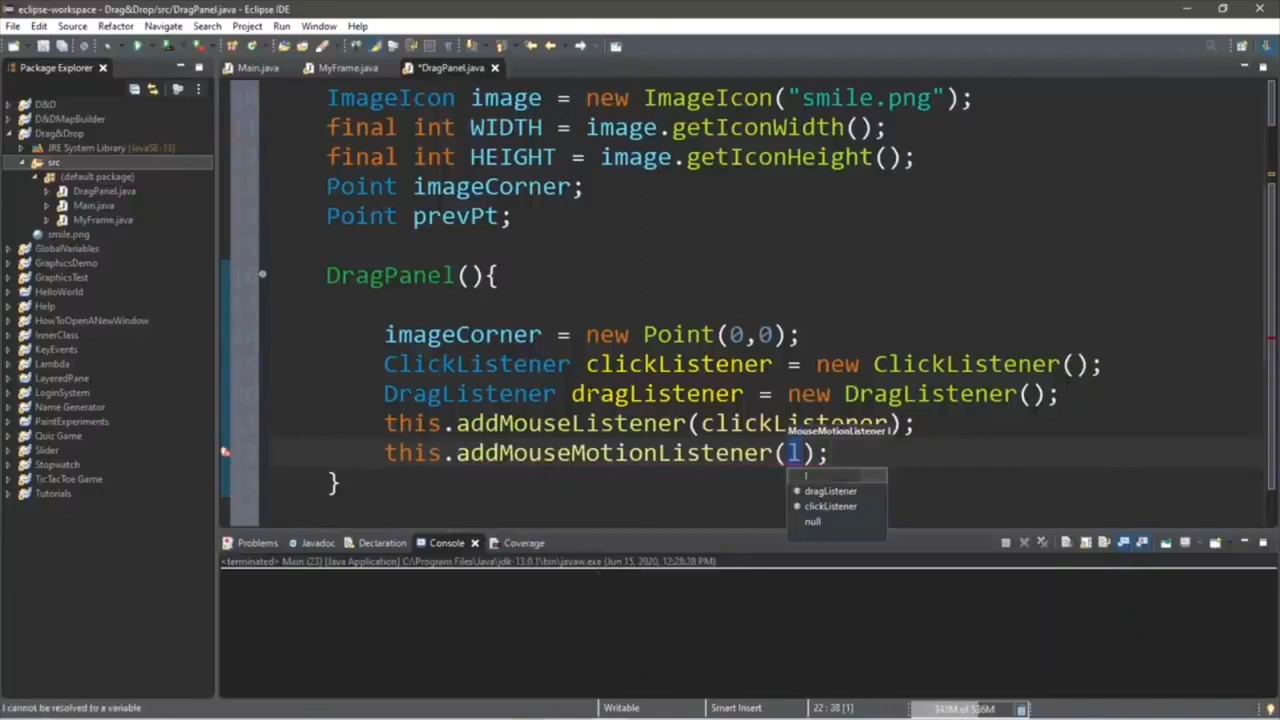 eclipse-workspace - Drag&Drop/src/DragPanel.java - Eclipse IDE
File Edit Source Refactor Navigate Search Project Run Window Help
Package Explorer
Main.java MyFrame.java *DragPanel.java
D&D
D&DMapBuilder
Drag&Drop
JRE System Library [JavaSE-13]
src
(default package)
DragPanel.java
Main.java
MyFrame.java
smile.png
GlobalVariables
GraphicsDemo
GraphicsTest
HelloWorld
Help
HowToOpenANewWindow
InnerClass
KeyEvents
Lambda
LayeredPane
LoginSystem
Name Generator
PaintExperiments
Quiz Game
Slider
Stopwatch
TicTacToe Game
Tutorials
ImageIcon image = new ImageIcon("smile.png");
final int WIDTH = image.getIconWidth();
final int HEIGHT = image.getIconHeight();
Point imageCorner;
Point prevPt;
DragPanel(){
imageCorner = new Point(0,0);
ClickListener clickListener = new ClickListener();
DragListener dragListener = new DragListener();
this.addMouseListener(clickListener);
MouseMotionListener l
this.addMouseMotionListener(l);
l
dragListener
clickListener
null
}
Problems Javadoc Declaration Console Coverage
<terminated> Main (23) [Java Application] C:\Program Files\Java\jdk-13.0.1\bin\javaw.exe (Jun 15, 2020, 12:28:28 PM)
l cannot be resolved to a variable Writable Smart Insert 22 : 38 [1] 341M of 536M